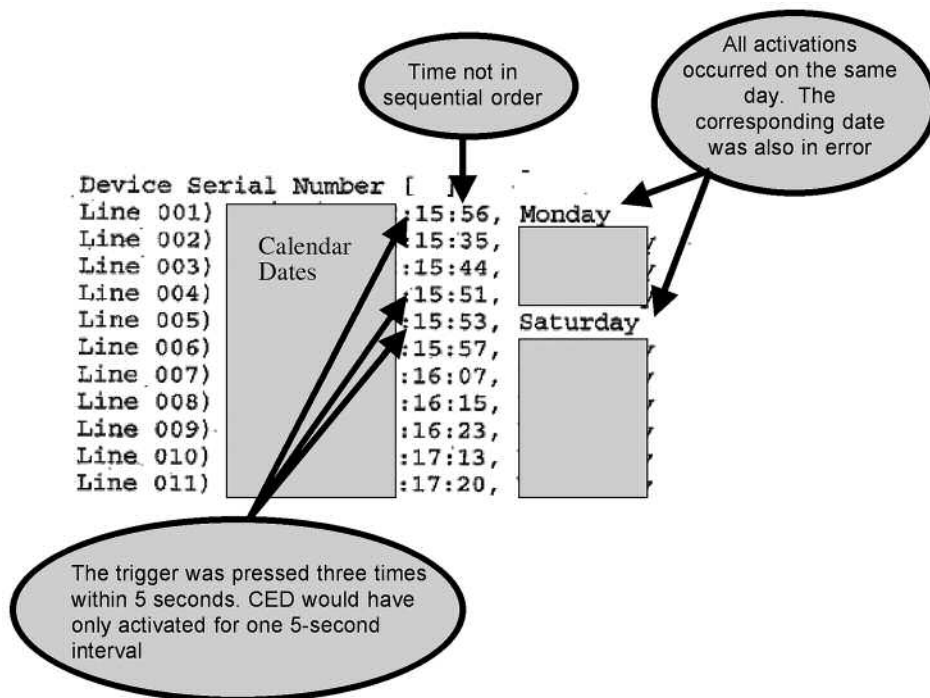 Time not in
sequential order
All activations
occurred on the same
day. The
corresponding date
was also in error
Device Serial Number [ ]
Line 001) :15:56, Monday
Line 002) :15:35,
Line 003) :15:44,
Line 004) :15:51,
Line 005) :15:53, Saturday
Line 006) :15:57,
Line 007) :16:07,
Line 008) :16:15,
Line 009) :16:23,
Line 010) :17:13,
Line 011) :17:20,
Calendar
Dates
The trigger was pressed three times
within 5 seconds. CED would have
only activated for one 5-second
interval